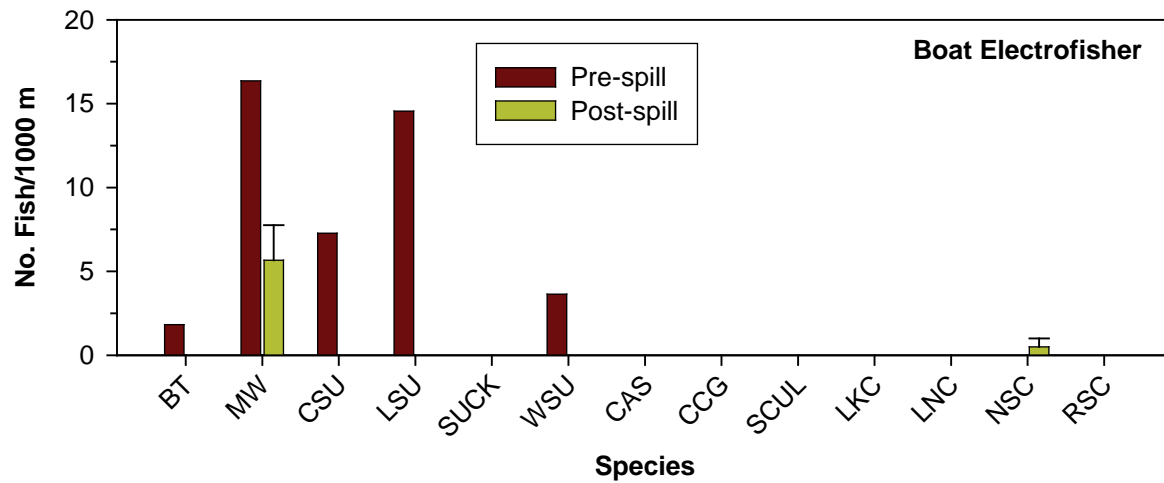 Boat Electrofisher
Pre-spill
Post-spill
No. Fish/1000 m
20
15
10
5
0
BT
MW
CSU
LSU
SUCK
WSU
CAS
CCG
SCUL
LKC
LNC
NSC
RSC
Species